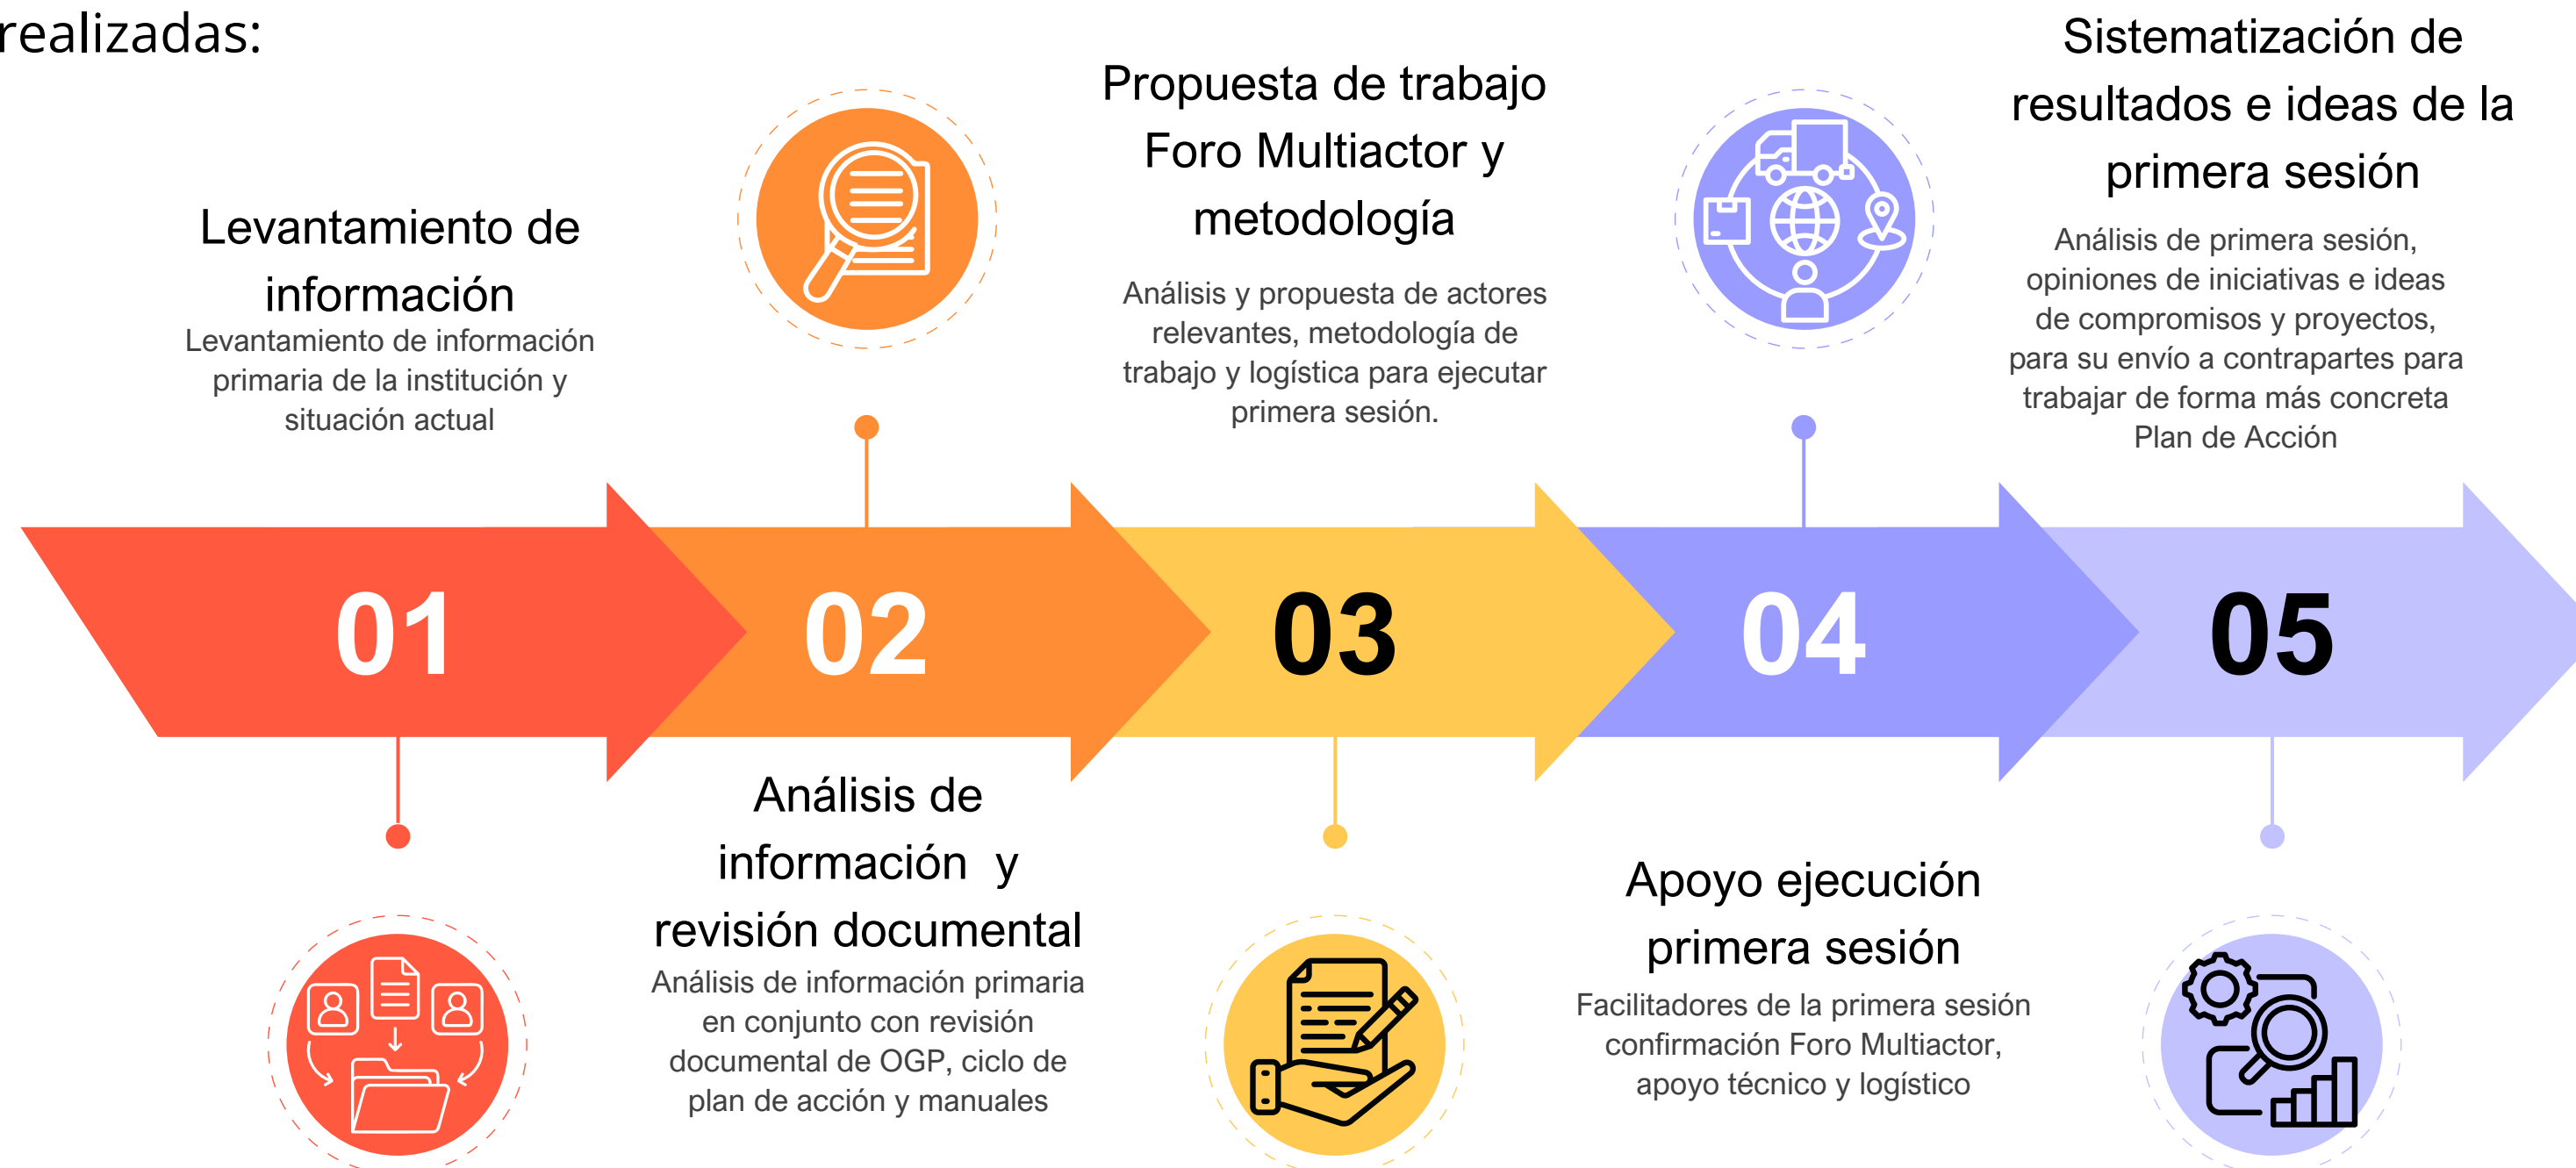 realizadas:
Levantamiento de
información
Levantamiento de información
primaria de la institución y
situación actual
01
02
Análisis de
información  y
revisión documental
Análisis de información primaria
en conjunto con revisión
documental de OGP, ciclo de
plan de acción y manuales
Propuesta de trabajo
Foro Multiactor y
metodología
Análisis y propuesta de actores
relevantes, metodología de
trabajo y logística para ejecutar
primera sesión.
03
04
Apoyo ejecución
primera sesión
Facilitadores de la primera sesión
confirmación Foro Multiactor,
apoyo técnico y logístico
Sistematización de
resultados e ideas de la
primera sesión
Análisis de primera sesión,
opiniones de iniciativas e ideas
de compromisos y proyectos,
para su envío a contrapartes para
trabajar de forma más concreta
Plan de Acción
05